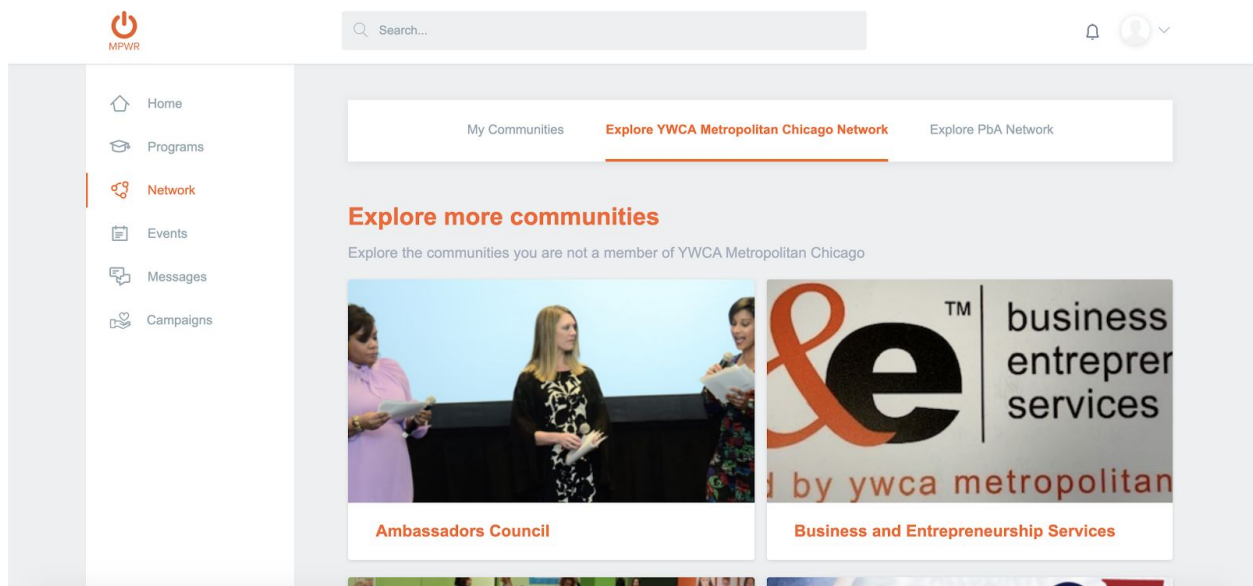 MPWR
Search...
Home
Programs
Network
Events
Messages
Campaigns
My Communities
Explore YWCA Metropolitan Chicago Network
Explore PbA Network
Explore more communities
Explore the communities you are not a member of YWCA Metropolitan Chicago
&e
TM
business
entreprer
services
by ywca metropolitan
Ambassadors Council
Business and Entrepreneurship Services